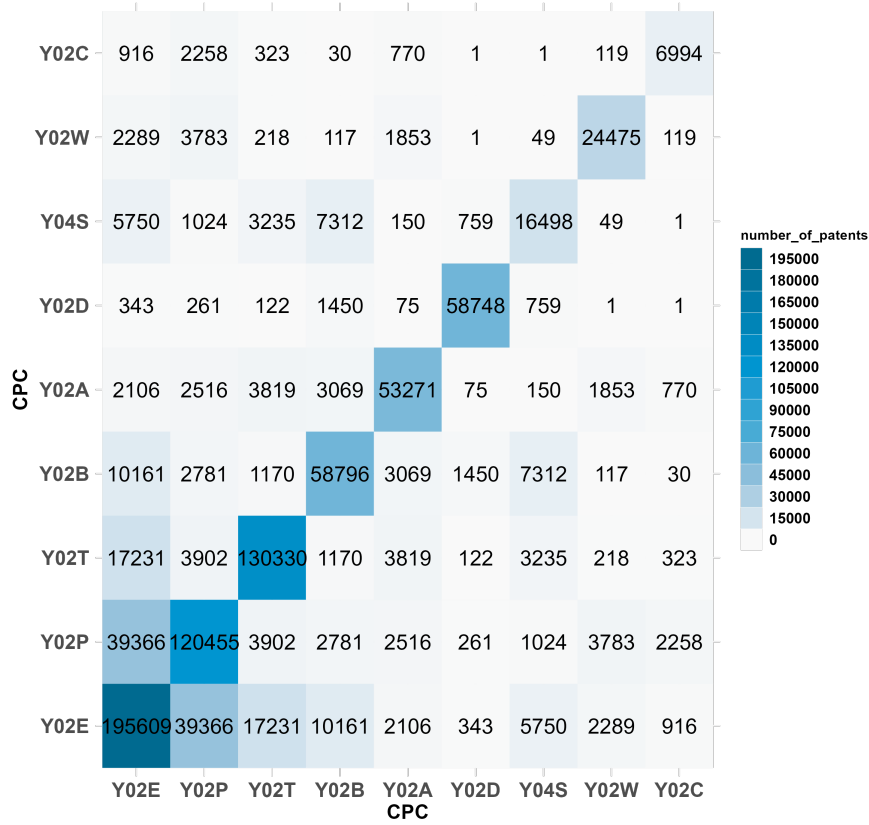 Y02C 916 2258 323 30 770 1 1 119 6994
Y02W 2289 3783 218 117 1853 1 49 24475 119
Y04S 5750 1024 3235 7312 150 759 16498 49 1
Y02D 343 261 122 1450 75 58748 759 1 1
Y02A 2106 2516 3819 3069 53271 75 150 1853 770
Y02B 10161 2781 1170 58796 3069 1450 7312 117 30
Y02T 17231 3902 130330 1170 3819 122 3235 218 323
Y02P 39366 120455 3902 2781 2516 261 1024 3783 2258
Y02E 195609 39366 17231 10161 2106 343 5750 2289 916
Y02E Y02P Y02T Y02B Y02A Y02D Y04S Y02W Y02C
CPC
CPC
number_of_patents
195000
180000
165000
150000
135000
120000
105000
90000
75000
60000
45000
30000
15000
0